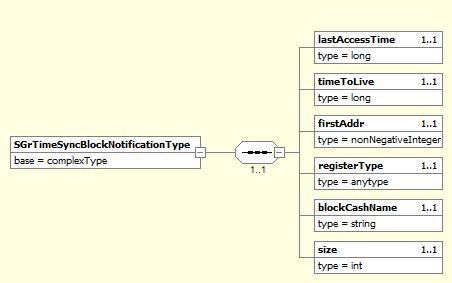 lastAccessTime 1..1
type = long
timeToLive 1..1
type = long
firstAddr 1..1
type = nonNegativeInteger
SGrTimeSyncBlockNotificationType
base = complexType
1..1
registerType 1..1
type = anytype
blockCashName 1..1
type = string
size 1..1
type = int